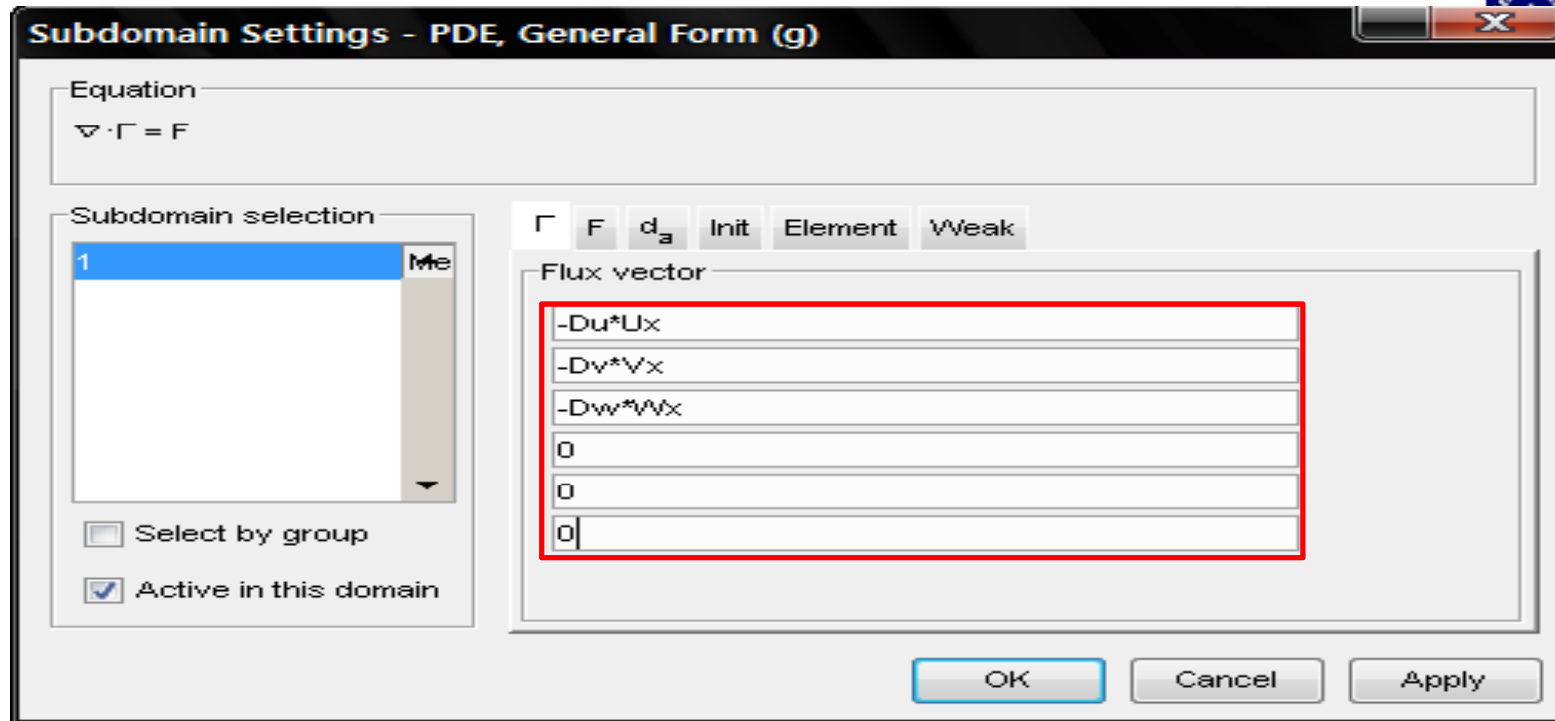 Subdomain Settings - PDE, General Form (g)
Equation
∇·Γ = F
Subdomain selection
1
Γ F dₐ Init Element Weak
Flux vector
-Du*Ux
-Dv*Vx
-Dw*Wx
0
0
0
Select by group
Active in this domain
OK Cancel Apply